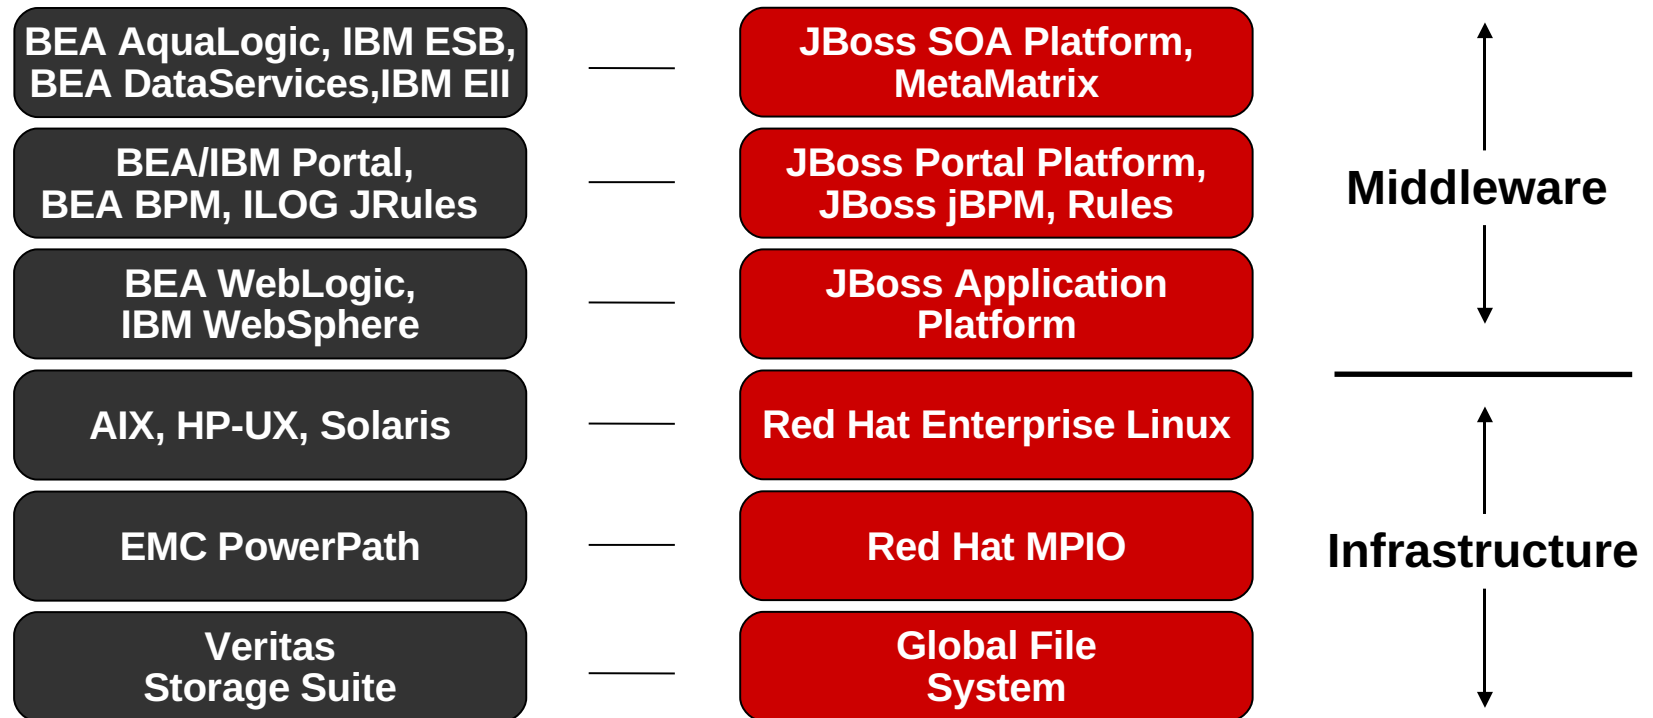 BEA AquaLogic, IBM ESB,
BEA DataServices,IBM EII
JBoss SOA Platform,
MetaMatrix
BEA/IBM Portal,
BEA BPM, ILOG JRules
JBoss Portal Platform,
JBoss jBPM, Rules
Middleware
BEA WebLogic,
IBM WebSphere
JBoss Application
Platform
AIX, HP-UX, Solaris
Red Hat Enterprise Linux
EMC PowerPath
Red Hat MPIO
Infrastructure
Veritas
Storage Suite
Global File
System